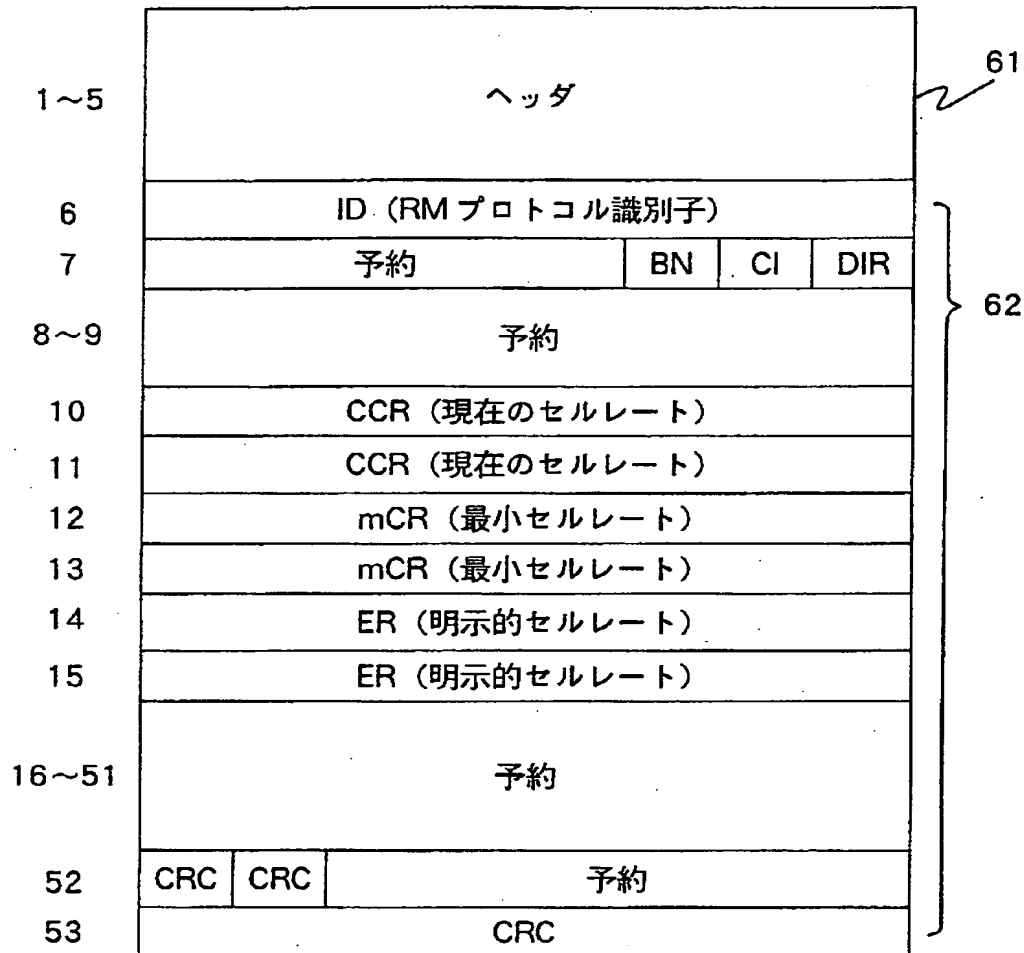 61
1～5 ヘッダ
6 ID (RMプロトコル識別子)
7 予約 BN CI DIR
62
8～9 予約
10 CCR (現在のセルレート)
11 CCR (現在のセルレート)
12 mCR (最小セルレート)
13 mCR (最小セルレート)
14 ER (明示的セルレート)
15 ER (明示的セルレート)
16～51 予約
52 CRC CRC 予約
53 CRC